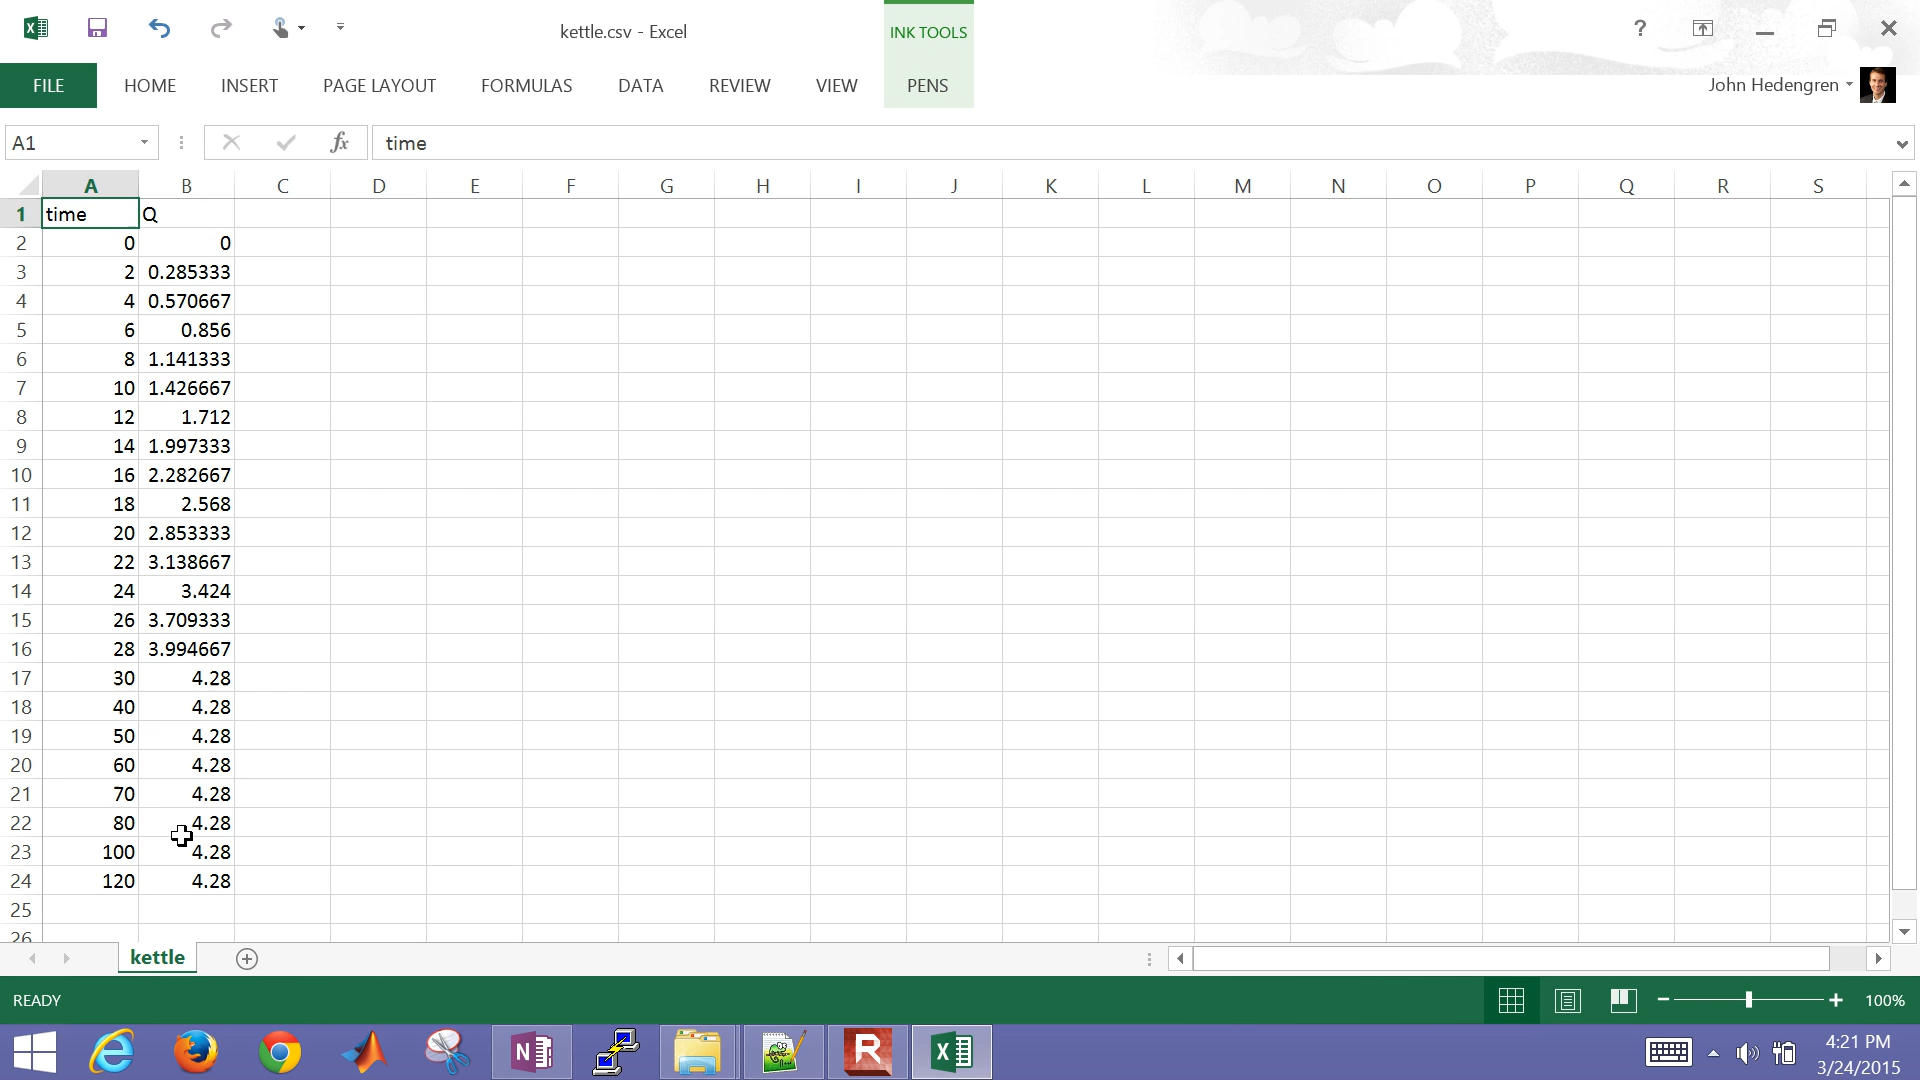 kettle.csv - Excel
INK TOOLS
?
FILE HOME INSERT PAGE LAYOUT FORMULAS DATA REVIEW VIEW PENS
John Hedengren
A1 fx time
A B C D E F G H I J K L M N O P Q R S
1 time Q
2 0 0
3 2 0.285333
4 4 0.570667
5 6 0.856
6 8 1.141333
7 10 1.426667
8 12 1.712
9 14 1.997333
10 16 2.282667
11 18 2.568
12 20 2.853333
13 22 3.138667
14 24 3.424
15 26 3.709333
16 28 3.994667
17 30 4.28
18 40 4.28
19 50 4.28
20 60 4.28
21 70 4.28
22 80 4.28
23 100 4.28
24 120 4.28
25
26
kettle
READY
100%
4:21 PM
3/24/2015